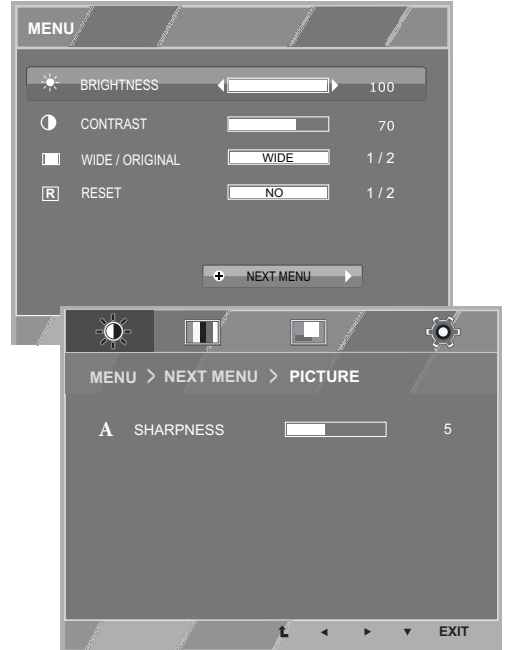 MENU
BRIGHTNESS 100
CONTRAST 70
WIDE / ORIGINAL WIDE 1 / 2
R RESET NO 1 / 2
NEXT MENU
MENU > NEXT MENU > PICTURE
A SHARPNESS 5
EXIT